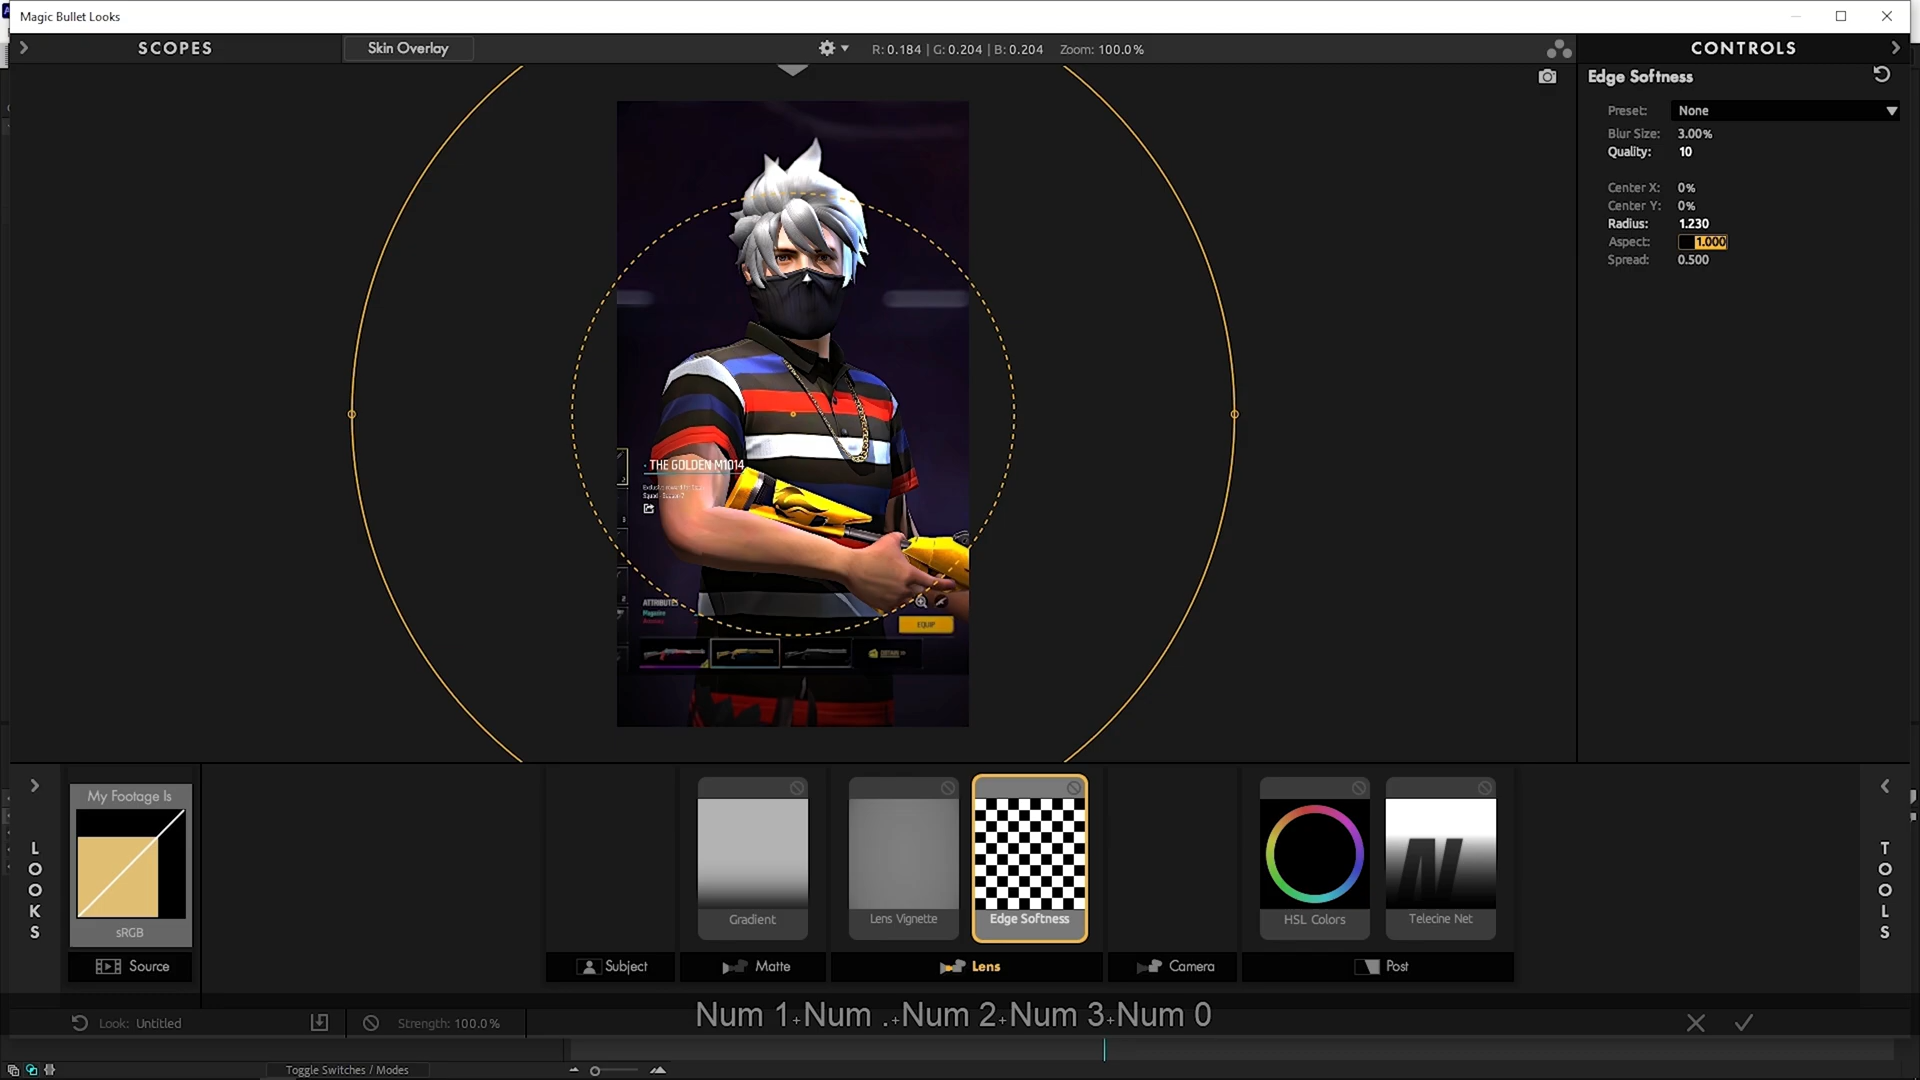 Magic Bullet Looks
SCOPES
Skin Overlay
R: 0.184 | G: 0.204 | B: 0.204 Zoom: 100.0%
CONTROLS
Edge Softness
Preset: None
Blur Size: 3.00%
Quality: 10
Center X: 0%
Center Y: 0%
Radius: 1.230
Aspect: 1.000
Spread: 0.500
THE GOLDEN M1014
ATTRIBUTES
Magazine
EQUIP
My Footage Is
sRGB
Source
LOOKS
Gradient
Lens Vignette
Edge Softness
HSL Colors
Telecine Net
TOOLS
Subject
Matte
Lens
Camera
Post
Look: Untitled
Strength: 100.0%
Num 1+Num .+Num 2+Num 3+Num 0
Toggle Switches / Modes